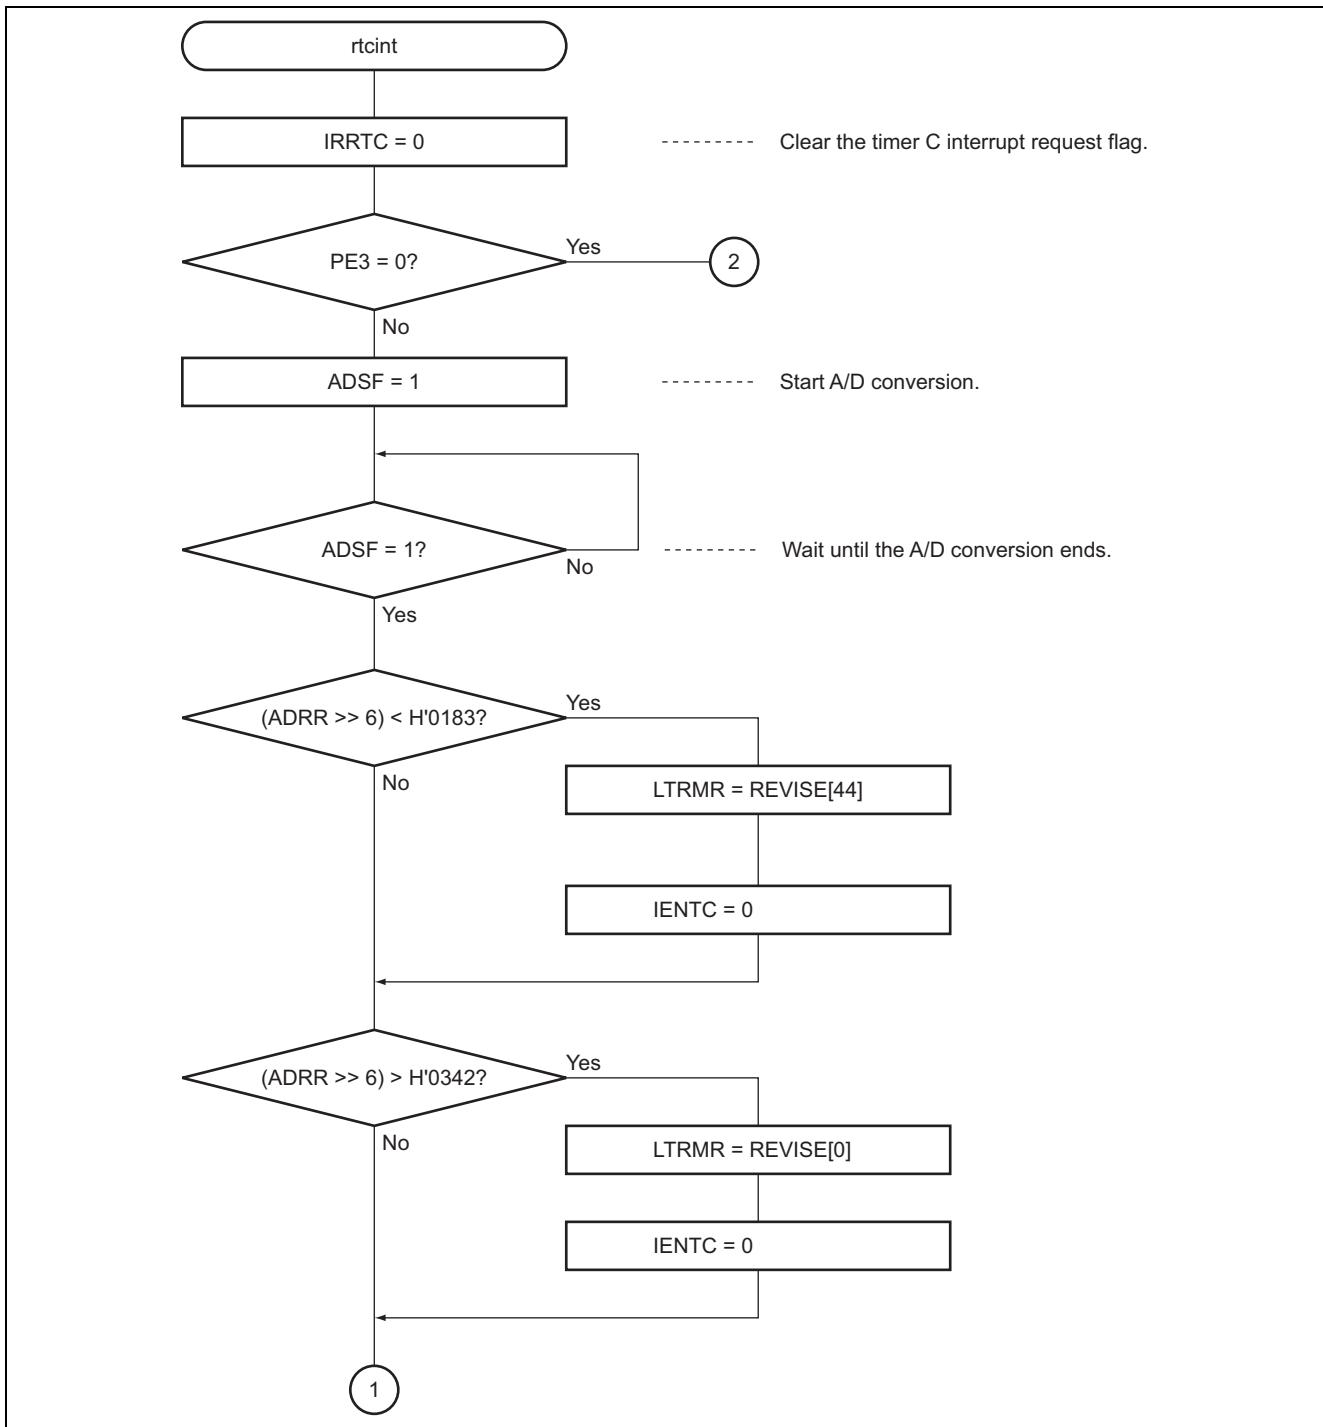 rtcint
IRRTC = 0
Clear the timer C interrupt request flag.
PE3 = 0?
Yes
2
No
ADSF = 1
Start A/D conversion.
ADSF = 1?
No
Wait until the A/D conversion ends.
Yes
(ADRR >> 6) < H'0183?
Yes
No
LTRMR = REVISE[44]
IENTC = 0
(ADRR >> 6) > H'0342?
Yes
No
LTRMR = REVISE[0]
IENTC = 0
1